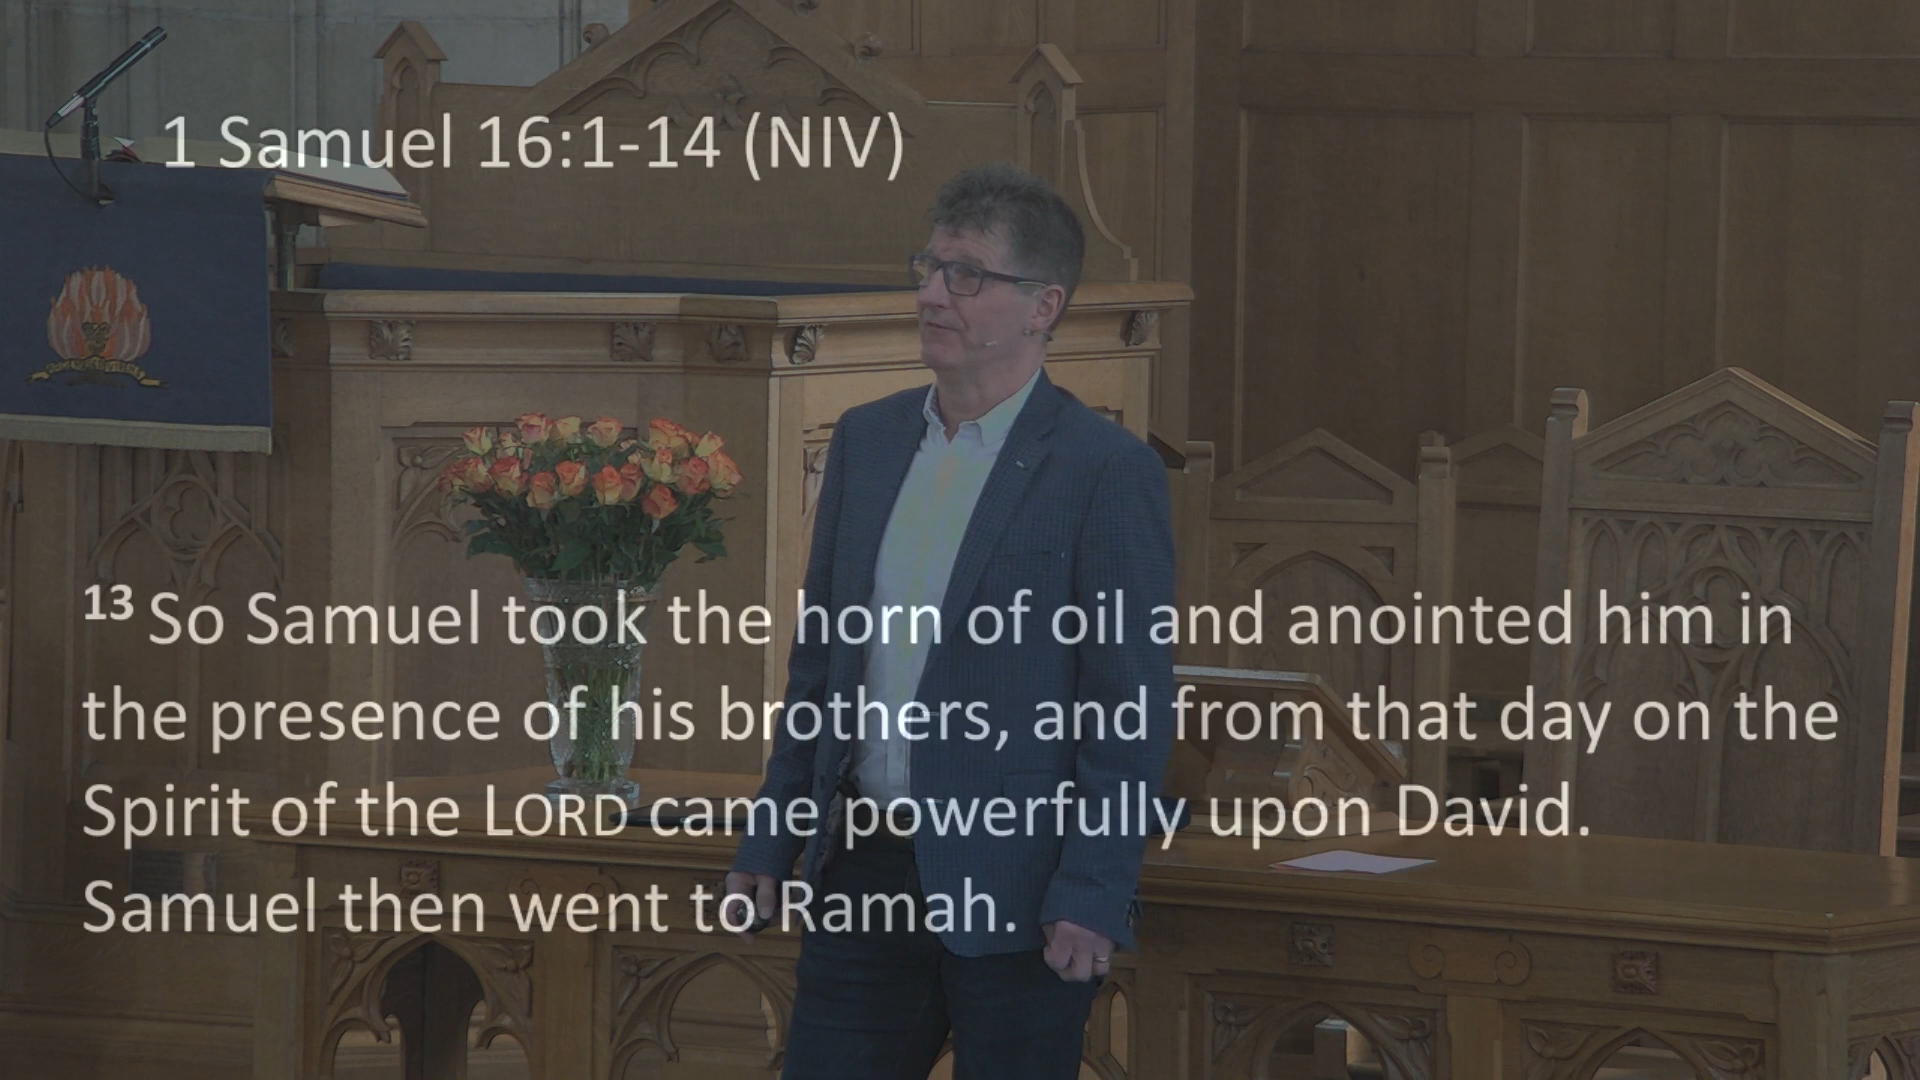 1 Samuel 16:1-14 (NIV)
13 So Samuel took the horn of oil and anointed him in
the presence of his brothers, and from that day on the
Spirit of the LORD came powerfully upon David.
Samuel then went to Ramah.